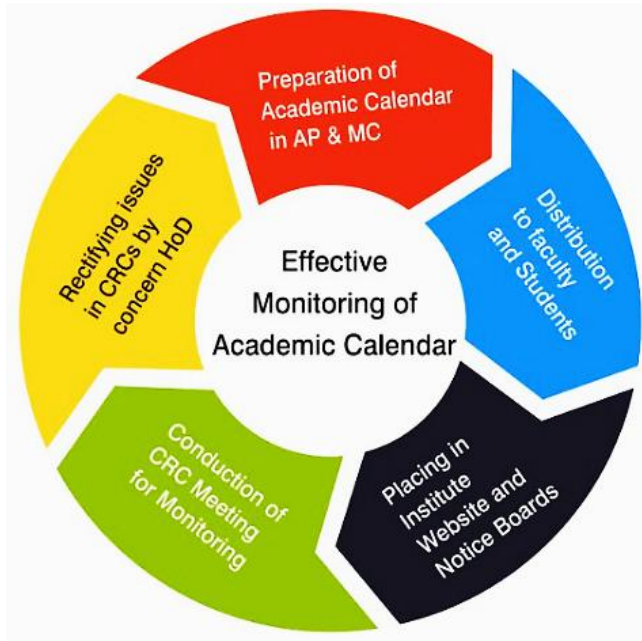 Preparation of
Academic Calendar
in AP & MC
Distribution
to faculty
and Students
Placing in
Institute
Website and
Notice Boards
Conduction of
CRC Meeting
for Monitoring
Rectifying issues
in CRCs by
concern HoD
Effective
Monitoring of
Academic Calendar